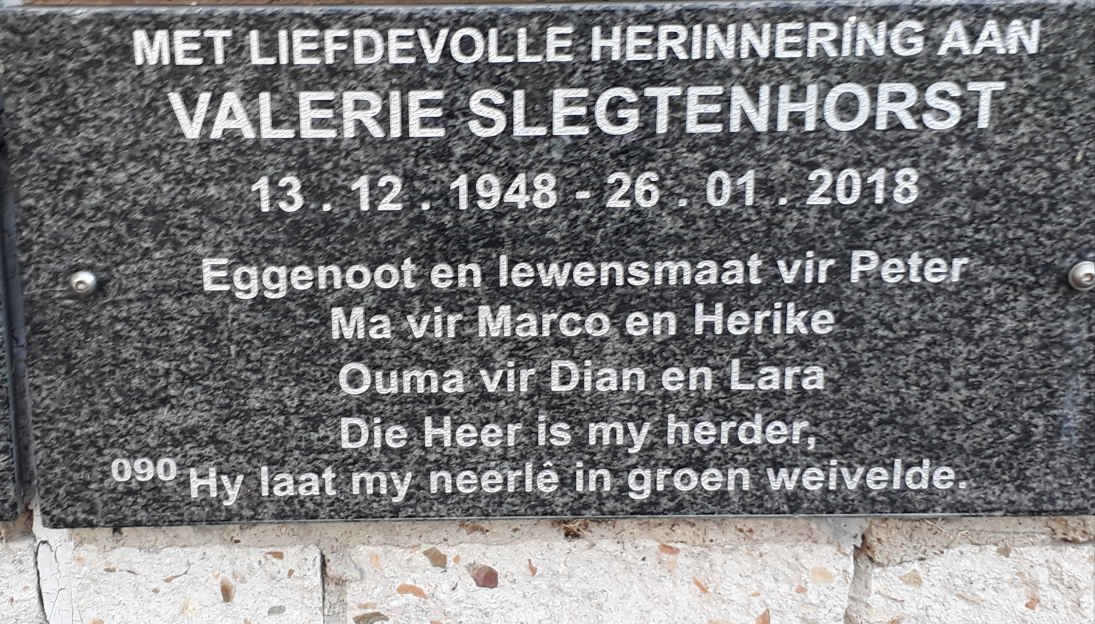 MET LIEFDEVOLLE HERINNERING AAN
VALERIE SLEGTENHORST
13 . 12 . 1948 - 26 . 01 . 2018
Eggenoot en lewensmaat vir Peter
Ma vir Marco en Herike
Ouma vir Dian en Lara
Die Heer is my herder,
090 Hy laat my neerlê in groen weivelde.